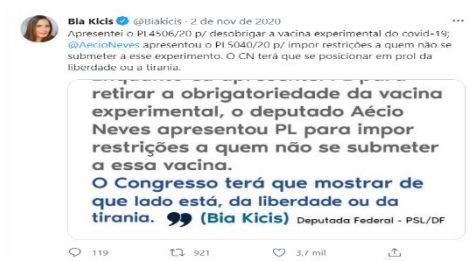 Bia Kicis @Biakicis · 2 de nov de 2020
Apresentei o PL4506/20 p/ desobrigar a vacina experimental do covid-19;
@AecioNeves apresentou o PL5040/20 p/ impor restrições a quem não se
submeter a esse experimento. O CN terá que se posicionar em prol da
liberdade ou a tirania.
retirar a obrigatoriedade da vacina
experimental, o deputado Aécio
Neves apresentou PL para impor
restrições a quem não se submeter
a essa vacina.
O Congresso terá que mostrar de
que lado está, da liberdade ou da
tirania. ” (Bia Kicis) Deputada Federal - PSL/DF
119 921 3,7 mil